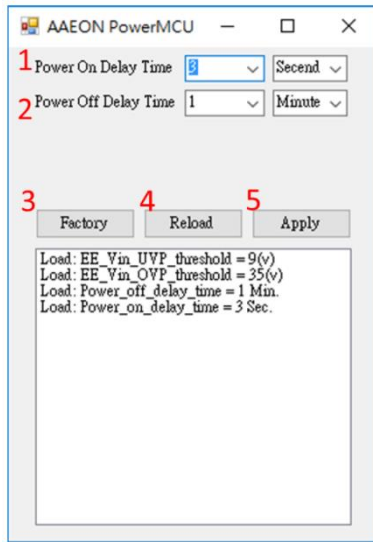 AAEON PowerMCU
1 Power On Delay Time 3 Secend
2 Power Off Delay Time 1 Minute
3 4 5
Factory Reload Apply
Load: EE_Vin_UVP_threshold = 9(v)
Load: EE_Vin_OVP_threshold = 35(v)
Load: Power_off_delay_time = 1 Min.
Load: Power_on_delay_time = 3 Sec.